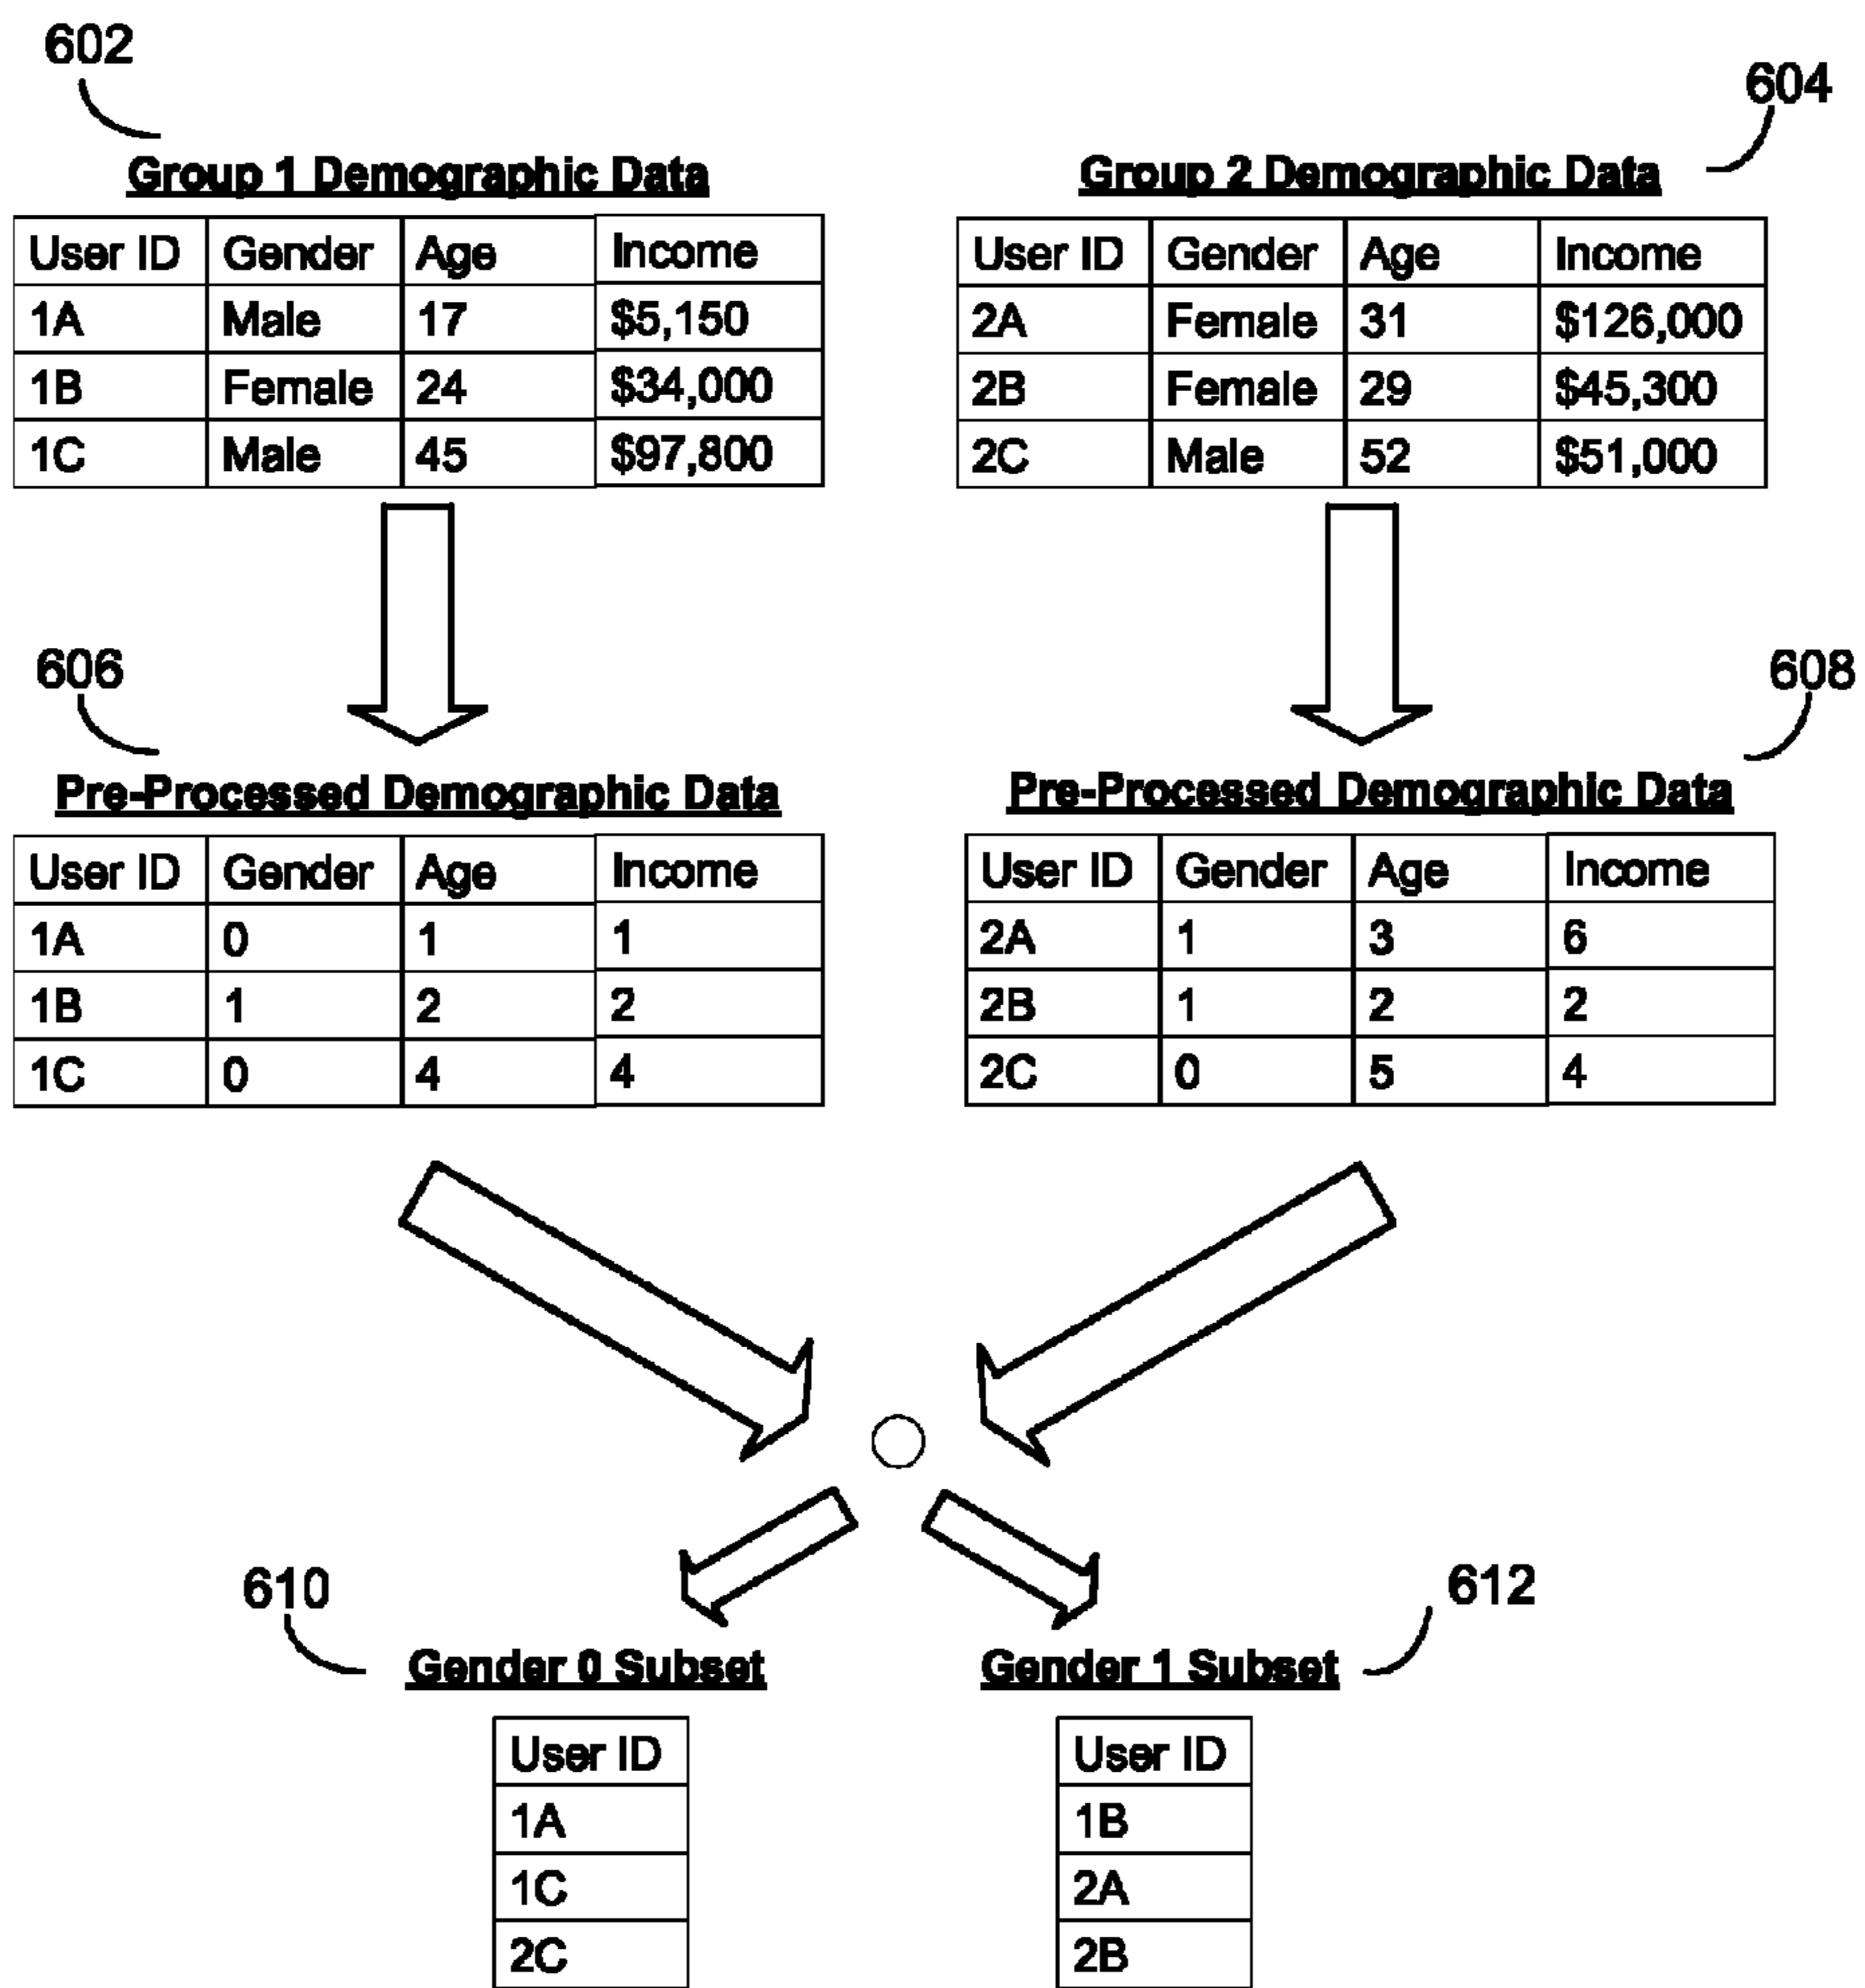 602
604
Group 1 Demographic Data
User ID Gender Age Income
1A Male 17 $5,150
1B Female 24 $34,000
1C Male 45 $97,800
Group 2 Demographic Data
User ID Gender Age Income
2A Female 31 $126,000
2B Female 29 $45,300
2C Male 52 $51,000
606
608
Pre-Processed Demographic Data
User ID Gender Age Income
1A 0 1 1
1B 1 2 2
1C 0 4 4
Pre-Processed Demographic Data
User ID Gender Age Income
2A 1 3 6
2B 1 2 2
2C 0 5 4
610
612
Gender 0 Subset
User ID
1A
1C
2C
Gender 1 Subset
User ID
1B
2A
2B